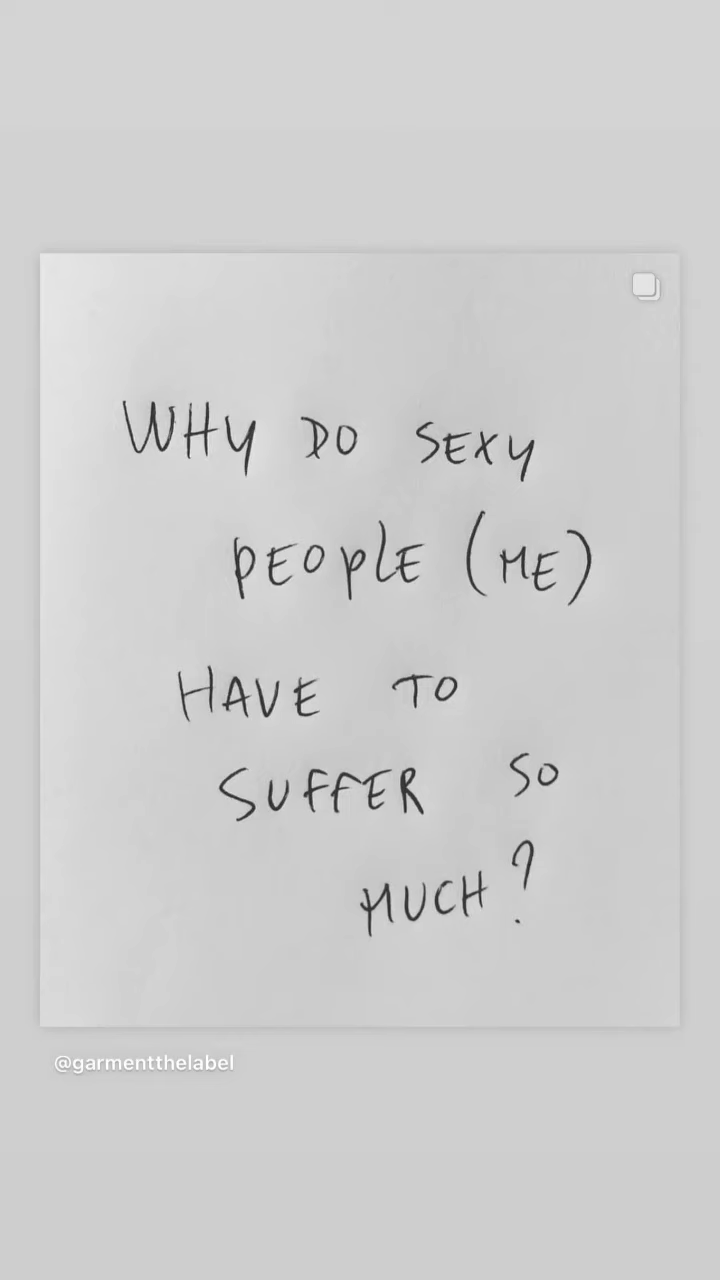 WHY DO SEXY
PEOPLE (ME)
HAVE TO
SUFFER SO
MUCH?
@garmentthelabel